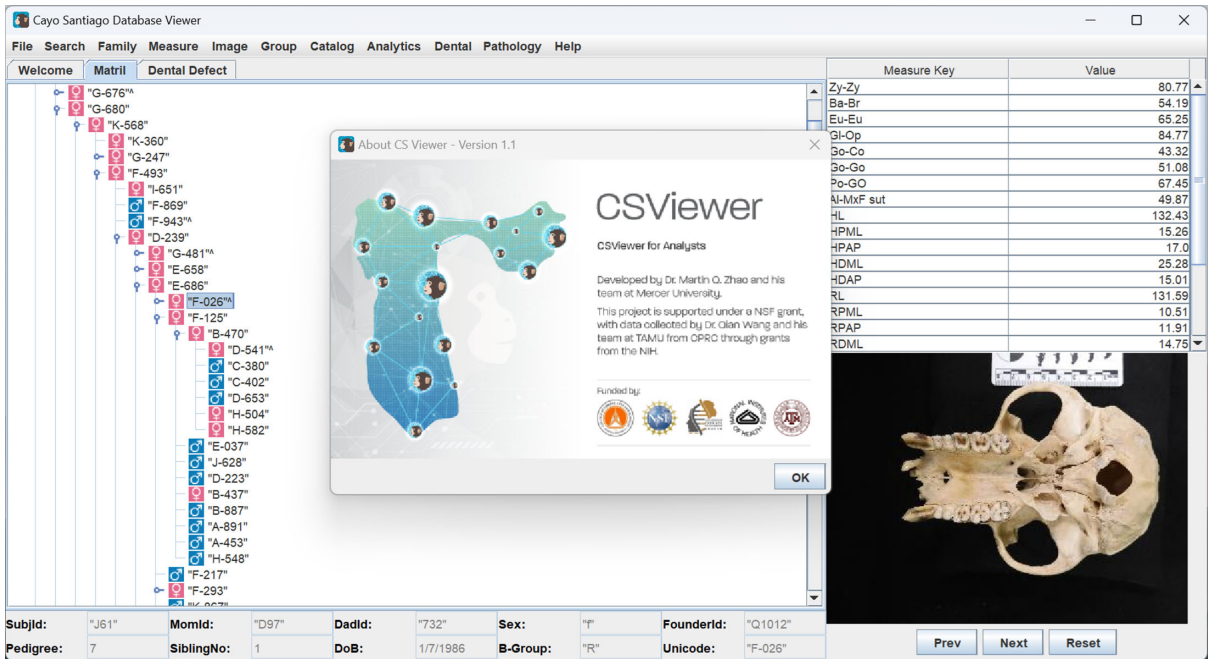 Cayo Santiago Database Viewer
File Search Family Measure Image Group Catalog Analytics Dental Pathology Help
Welcome Matril Dental Defect
"G-676"^
"G-680"
"K-568"
"K-360"
"G-247"
"F-493"
"I-651"
"F-869"
"F-943"^
"D-239"
"G-481"^
"E-658"
"E-686"
"F-026"^
"F-125"
"B-470"
"D-541"^
"C-380"
"C-402"
"D-653"
"H-504"
"H-582"
"E-037"
"J-628"
"D-223"
"B-437"
"B-887"
"A-891"
"A-453"
"H-548"
"F-217"
"F-293"
About CS Viewer - Version 1.1
CSViewer
CSViewer for Analysts
Developed by Dr. Martin Q. Zhao and his
team at Mercer University.
This project is supported under a NSF grant,
with data collected by Dr. Qian Wang and his
team at TAMU from CPRC through grants
from the NIH.
Funded by:
NSF
NATIONAL INSTITUTES OF HEALTH
OK
Measure Key Value
Zy-Zy 80.77
Ba-Br 54.19
Eu-Eu 65.25
Gl-Op 84.77
Go-Co 43.32
Go-Go 51.08
Po-GO 67.45
Al-MxF sut 49.87
HL 132.43
HPML 15.26
HPAP 17.0
HDML 25.28
HDAP 15.01
RL 131.59
RPML 10.51
RPAP 11.91
RDML 14.75
SubjId: "J61" MomId: "D97" DadId: "732" Sex: "f" FounderId: "Q1012"
Pedigree: 7 SiblingNo: 1 DoB: 1/7/1986 B-Group: "R" Unicode: "F-026"
Prev Next Reset